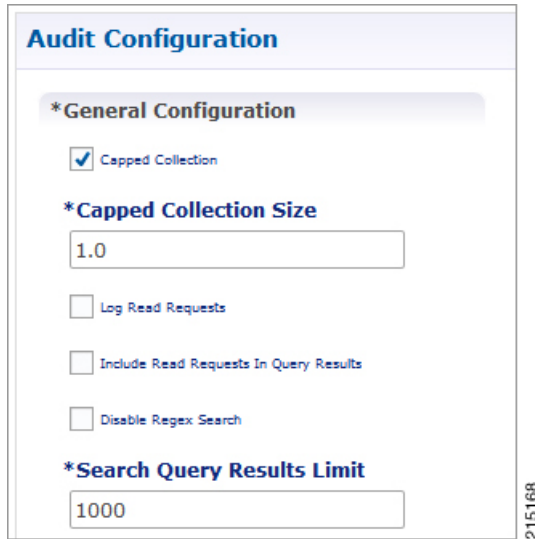 Audit Configuration
*General Configuration
Capped Collection
*Capped Collection Size
1.0
Log Read Requests
Include Read Requests In Query Results
Disable Regex Search
*Search Query Results Limit
1000
215168